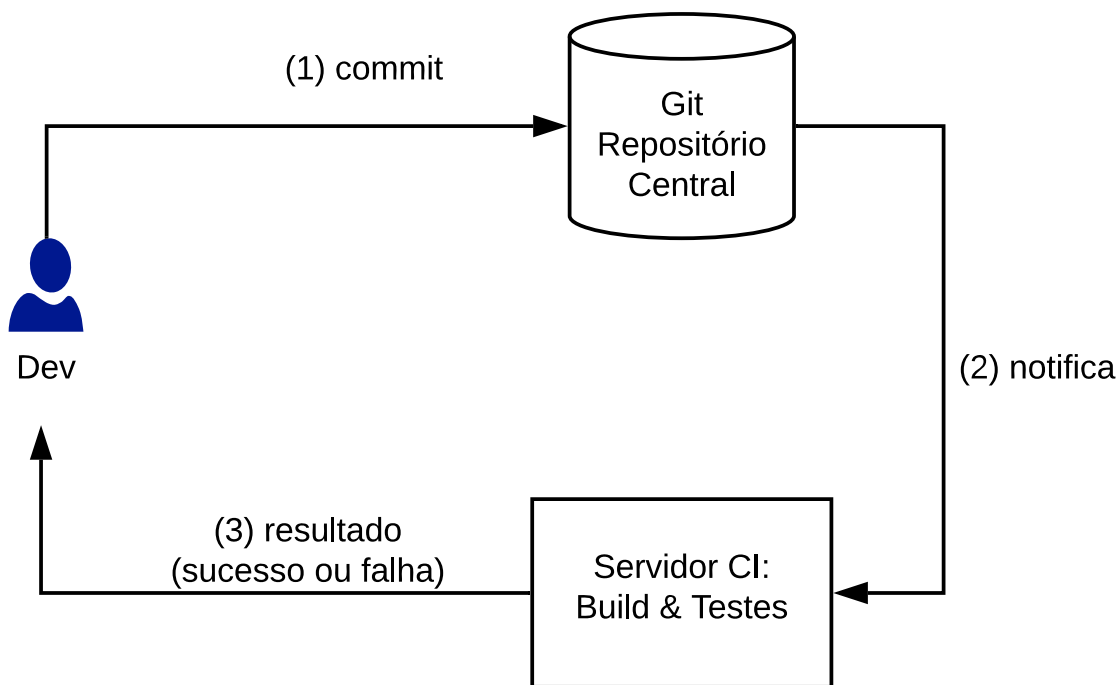 (1) commit
Git
Repositório
Central
Dev
(2) notifica
(3) resultado
(sucesso ou falha)
Servidor CI:
Build & Testes